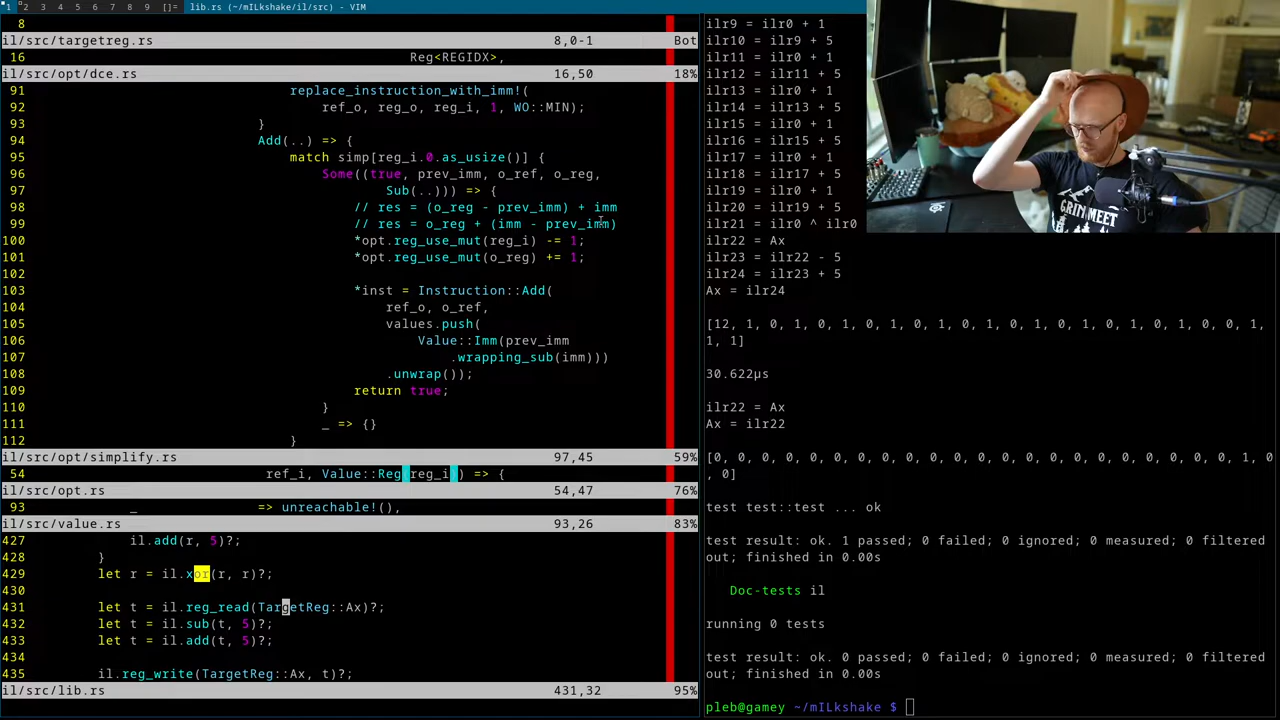 1 2 3 4 5 6 7 8 9 []= lib.rs (~/mILkshake/il/src) - VIM
8
il/src/targetreg.rs 8,0-1 Bot
16 Reg<REGIDX>,
il/src/opt/dce.rs 16,50 18%
91 replace_instruction_with_imm!(
92 ref_o, reg_o, reg_i, 1, WO::MIN);
93 }
94 Add(..) => {
95 match simp[reg_i.0.as_usize()] {
96 Some((true, prev_imm, o_ref, o_reg,
97 Sub(..))) => {
98 // res = (o_reg - prev_imm) + imm
99 // res = o_reg + (imm - prev_imm)
100 *opt.reg_use_mut(reg_i) -= 1;
101 *opt.reg_use_mut(o_reg) += 1;
102
103 *inst = Instruction::Add(
104 ref_o, o_ref,
105 values.push(
106 Value::Imm(prev_imm
107 .wrapping_sub(imm)))
108 .unwrap());
109 return true;
110 }
111 _ => {}
112 }
il/src/opt/simplify.rs 97,45 59%
54 ref_i, Value::Reg(reg_i)) => {
il/src/opt.rs 54,47 76%
93 _ => unreachable!(),
il/src/value.rs 93,26 83%
427 il.add(r, 5)?;
428 }
429 let r = il.xor(r, r)?;
430
431 let t = il.reg_read(TargetReg::Ax)?;
432 let t = il.sub(t, 5)?;
433 let t = il.add(t, 5)?;
434
435 il.reg_write(TargetReg::Ax, t)?;
il/src/lib.rs 431,32 95%
ilr9 = ilr0 + 1
ilr10 = ilr9 + 5
ilr11 = ilr0 + 1
ilr12 = ilr11 + 5
ilr13 = ilr0 + 1
ilr14 = ilr13 + 5
ilr15 = ilr0 + 1
ilr16 = ilr15 + 5
ilr17 = ilr0 + 1
ilr18 = ilr17 + 5
ilr19 = ilr0 + 1
ilr20 = ilr19 + 5
ilr21 = ilr0 ^ ilr0
ilr22 = Ax
ilr23 = ilr22 - 5
ilr24 = ilr23 + 5
Ax = ilr24
[12, 1, 0, 1, 0, 1, 0, 1, 0, 1, 0, 1, 0, 1, 0, 1, 0, 1, 0, 1, 0, 0, 1,
1, 1]
30.622µs
ilr22 = Ax
Ax = ilr22
[0, 0, 0, 0, 0, 0, 0, 0, 0, 0, 0, 0, 0, 0, 0, 0, 0, 0, 0, 0, 0, 0, 1, 0
, 0]
test test::test ... ok
test result: ok. 1 passed; 0 failed; 0 ignored; 0 measured; 0 filtered
out; finished in 0.00s
Doc-tests il
running 0 tests
test result: ok. 0 passed; 0 failed; 0 ignored; 0 measured; 0 filtered
out; finished in 0.00s
pleb@gamey ~/mILkshake $